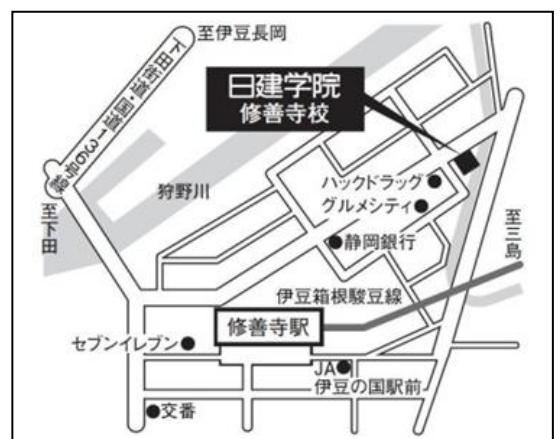 至伊豆長岡
下田街道・国道136号線
至下田
日建学院
修善寺校
狩野川
ハックドラッグ
グルメシティ
静岡銀行
至三島
伊豆箱根駿豆線
修善寺駅
セブンイレブン
JA
伊豆の国駅前
交番